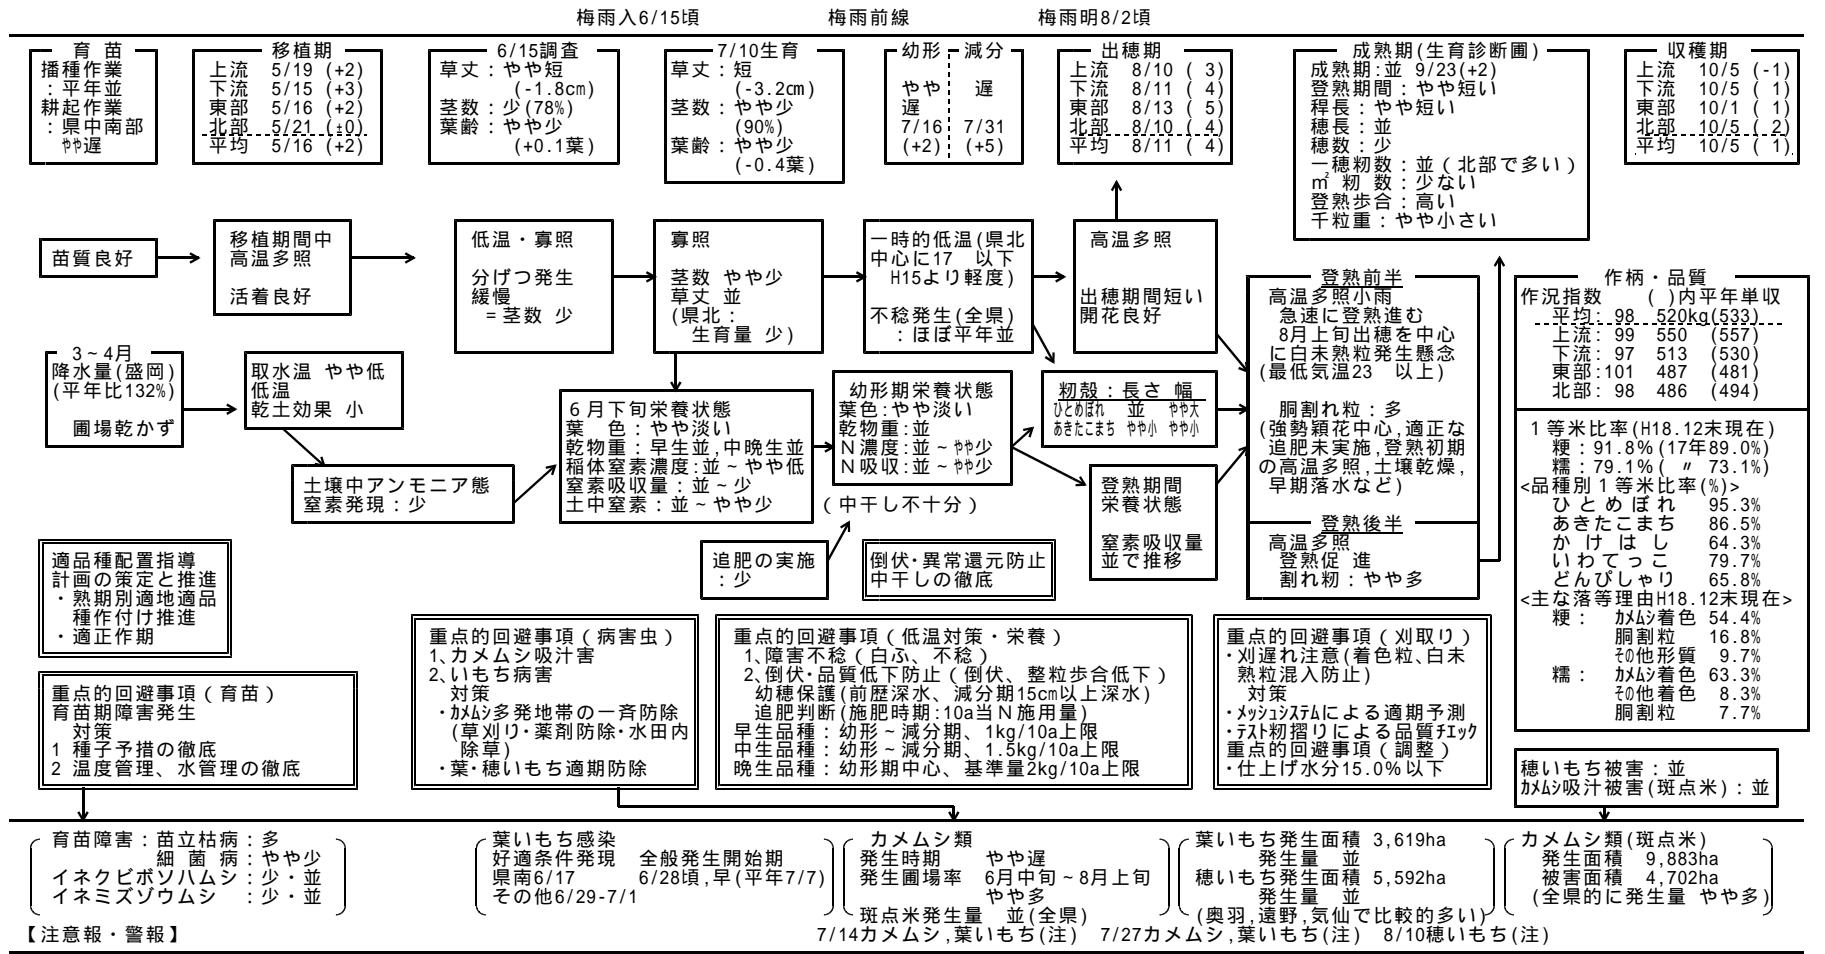 梅雨入6/15頃　梅雨前線　梅雨明8/2頃
育　苗
播種作業
：平年並
耕起作業
：県中南部
やや遅
移植期
上流　5/19 (+2)
下流　5/15 (+3)
東部　5/16 (+2)
北部　5/21 (±0)
平均　5/16 (+2)
6/15調査
草丈：やや短
(-1.8cm)
茎数：少(78%)
葉齢：やや少
(+0.1葉)
7/10生育
草丈：短
(-3.2cm)
茎数：やや少
(90%)
葉齢：やや少
(-0.4葉)
幼形　減分
やや　遅
遅
7/16　7/31
(+2)　(+5)
出穂期
上流　8/10 ( 3)
下流　8/11 ( 4)
東部　8/13 ( 5)
北部　8/10 ( 4)
平均　8/11 ( 4)
成熟期(生育診断圃)
成熟期:並 9/23(+2)
登熟期間：やや短い
稈長：やや短い
穂長：並
穂数：少
一穂籾数：並（北部で多い）
㎡ 籾 数：少ない
登熟歩合：高い
千粒重：やや小さい
収穫期
上流　10/5 (-1)
下流　10/5 ( 1)
東部　10/1 ( 1)
北部　10/5 ( 2)
平均　10/5 ( 1)
苗質良好
移植期間中
高温多照
活着良好
低温・寡照
分げつ発生
緩慢
＝茎数 少
寡照
茎数 やや少
草丈 並
(県北：
生育量 少)
一時的低温(県北
中心に17　以下
H15より軽度)
不稔発生(全県)
：ほぼ平年並
高温多照
出穂期間短い
開花良好
登熟前半
高温多照小雨
急速に登熟進む
8月上旬出穂を中心
に白未熟粒発生懸念
(最低気温23　以上)
胴割れ粒：多
(強勢穎花中心,適正な
追肥未実施,登熟初期
の高温多照,土壌乾燥,
早期落水など)
登熟後半
高温多照
登熟促 進
割れ籾：やや多
作柄・品質
作況指数　(　)内平年単収
平均: 98　520kg(533)
上流: 99　550　(557)
下流: 97　513　(530)
東部:101　487　(481)
北部: 98　486　(494)
1等米比率(H18.12末現在)
粳：91.8%(17年89.0%)
糯：79.1%( 〃 73.1%)
<品種別1等米比率(%)>
ひとめぼれ　95.3%
あきたこまち　86.5%
かけはし　64.3%
いわてっこ　79.7%
どんぴしゃり　65.8%
<主な落等理由H18.12末現在>
粳：　カメムシ着色 54.4%
胴割粒　16.8%
その他形質　9.7%
糯：　カメムシ着色 63.3%
その他着色　8.3%
胴割粒　7.7%
3～4月
降水量(盛岡)
(平年比132%)
圃場乾かず
取水温 やや低
低温
乾土効果 小
土壌中アンモニア態
窒素発現：少
6月下旬栄養状態
葉　色：やや淡い
乾物重：早生並,中晩生並
稲体窒素濃度:並～やや低
窒素吸収量：並～少
土中窒素：並～やや少
幼形期栄養状態
葉色:やや淡い
乾物重:並
N濃度:並～やや少
N吸収:並～やや少
（中干し不十分）
籾殻：長さ 幅
ひとめぼれ　並　やや大
あきたこまち　やや小　やや小
登熟期間
栄養状態
窒素吸収量
並で推移
追肥の実施
：少
倒伏・異常還元防止
中干しの徹底
適品種配置指導
計画の策定と推進
・熟期別適地適品
種作付け推進
・適正作期
重点的回避事項（育苗）
育苗期障害発生
対策
1 種子予措の徹底
2 温度管理、水管理の徹底
重点的回避事項（病害虫）
1、カメムシ吸汁害
2、いもち病害
対策
・カメムシ多発地帯の一斉防除
(草刈り・薬剤防除・水田内
除草)
・葉・穂いもち適期防除
重点的回避事項（低温対策・栄養）
1、障害不稔（白ふ、不稔）
2、倒伏・品質低下防止（倒伏、整粒歩合低下）
幼穂保護(前歴深水、減分期15cm以上深水)
追肥判断(施肥時期:10a当N施用量)
早生品種：幼形～減分期、1kg/10a上限
中生品種：幼形～減分期、1.5kg/10a上限
晩生品種：幼形期中心、基準量2kg/10a上限
重点的回避事項（刈取り）
・刈遅れ注意(着色粒、白未
熟粒混入防止)
対策
・メッシュシステムによる適期予測
・テスト籾摺りによる品質チェック
重点的回避事項（調整）
・仕上げ水分15.0%以下
穂いもち被害：並
カメムシ吸汁被害(斑点米)：並
育苗障害：苗立枯病：多
細　菌　病：やや少
イネクビボソハムシ：少・並
イネミズゾウムシ　：少・並
葉いもち感染
好適条件発現　全般発生開始期
県南6/17　6/28頃,早(平年7/7)
その他6/29-7/1
カメムシ類
発生時期　やや遅
発生圃場率　6月中旬～8月上旬
やや多
斑点米発生量　並(全県)
葉いもち発生面積 3,619ha
発生量　並
穂いもち発生面積 5,592ha
発生量　並
(奥羽,遠野,気仙で比較的多い)
カメムシ類(斑点米)
発生面積　9,883ha
被害面積　4,702ha
(全県的に発生量 やや多)
【注意報・警報】　7/14カメムシ,葉いもち(注)　7/27カメムシ,葉いもち(注)　8/10穂いもち(注)